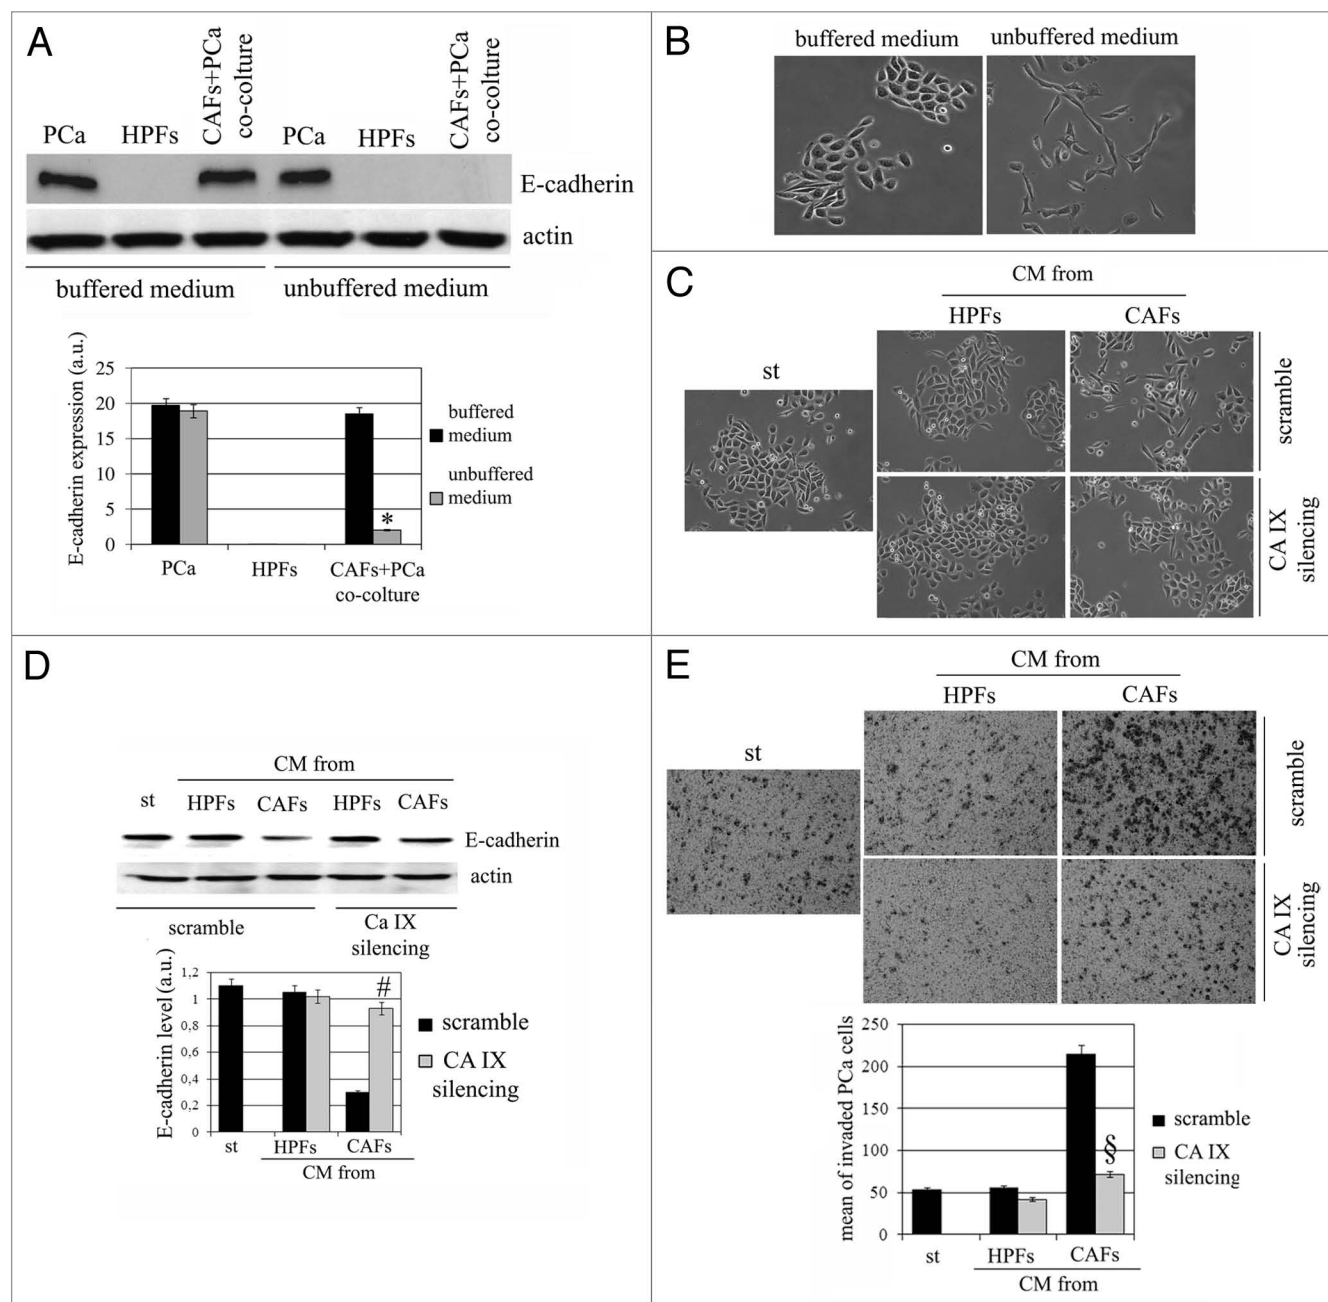 A
PCa
HPFs
CAFs+PCa
co-colture
PCa
HPFs
CAFs+PCa
co-colture
E-cadherin
actin
buffered medium
unbuffered medium
E-cadherin expression (a.u.)
25
20
15
10
5
0
*
PCa
HPFs
CAFs+PCa
co-colture
buffered
medium
unbuffered
medium
B
buffered medium
unbuffered medium
C
CM from
HPFs
CAFs
st
scramble
CA IX
silencing
D
CM from
st
HPFs
CAFs
HPFs
CAFs
E-cadherin
actin
scramble
Ca IX
silencing
E-cadherin level (a.u.)
1,2
1
0,8
0,6
0,4
0,2
0
#
st
HPFs
CAFs
CM from
scramble
CA IX
silencing
E
CM from
HPFs
CAFs
st
scramble
CA IX
silencing
mean of invaded PCa cells
250
200
150
100
50
0
§
st
HPFs
CAFs
CM from
scramble
CA IX
silencing